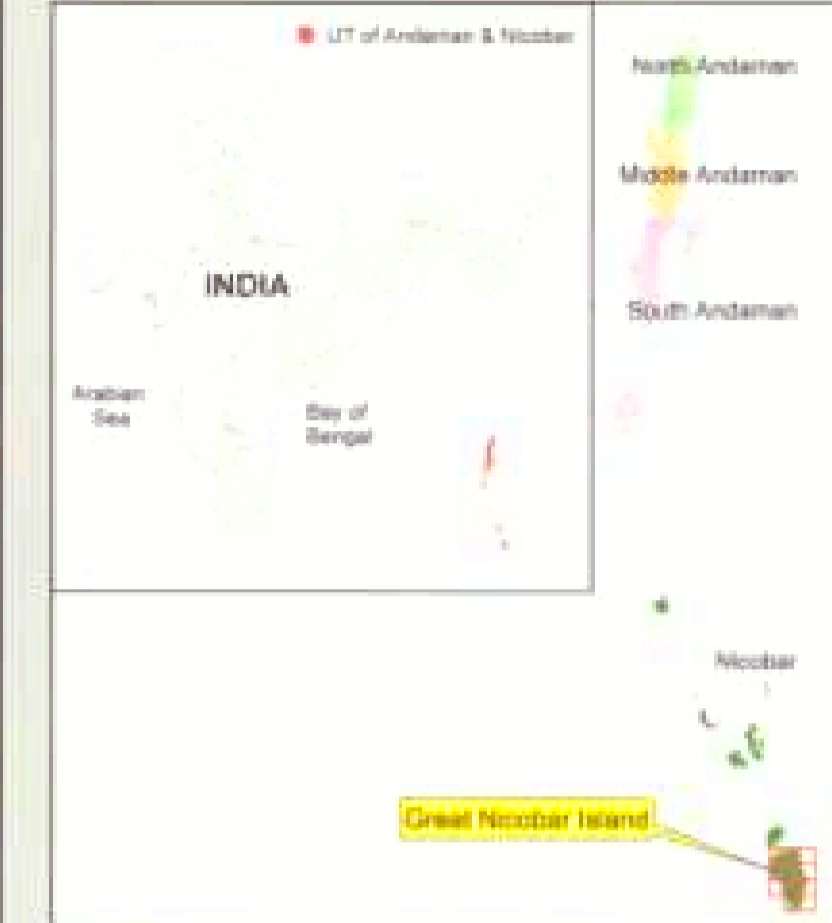 UT of Andaman & Nicobar
North Andaman
Middle Andaman
INDIA
South Andaman
Arabian
Sea
Bay of
Bengal
Nicobar
Great Nicobar Island